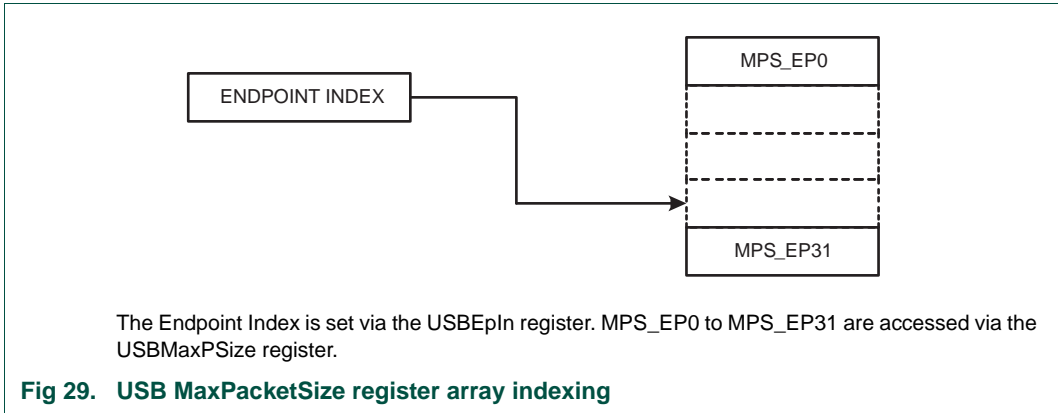 MPS_EP0
ENDPOINT INDEX
MPS_EP31
The Endpoint Index is set via the USBEpIn register. MPS_EP0 to MPS_EP31 are accessed via the
USBMaxPSize register.
Fig 29. USB MaxPacketSize register array indexing